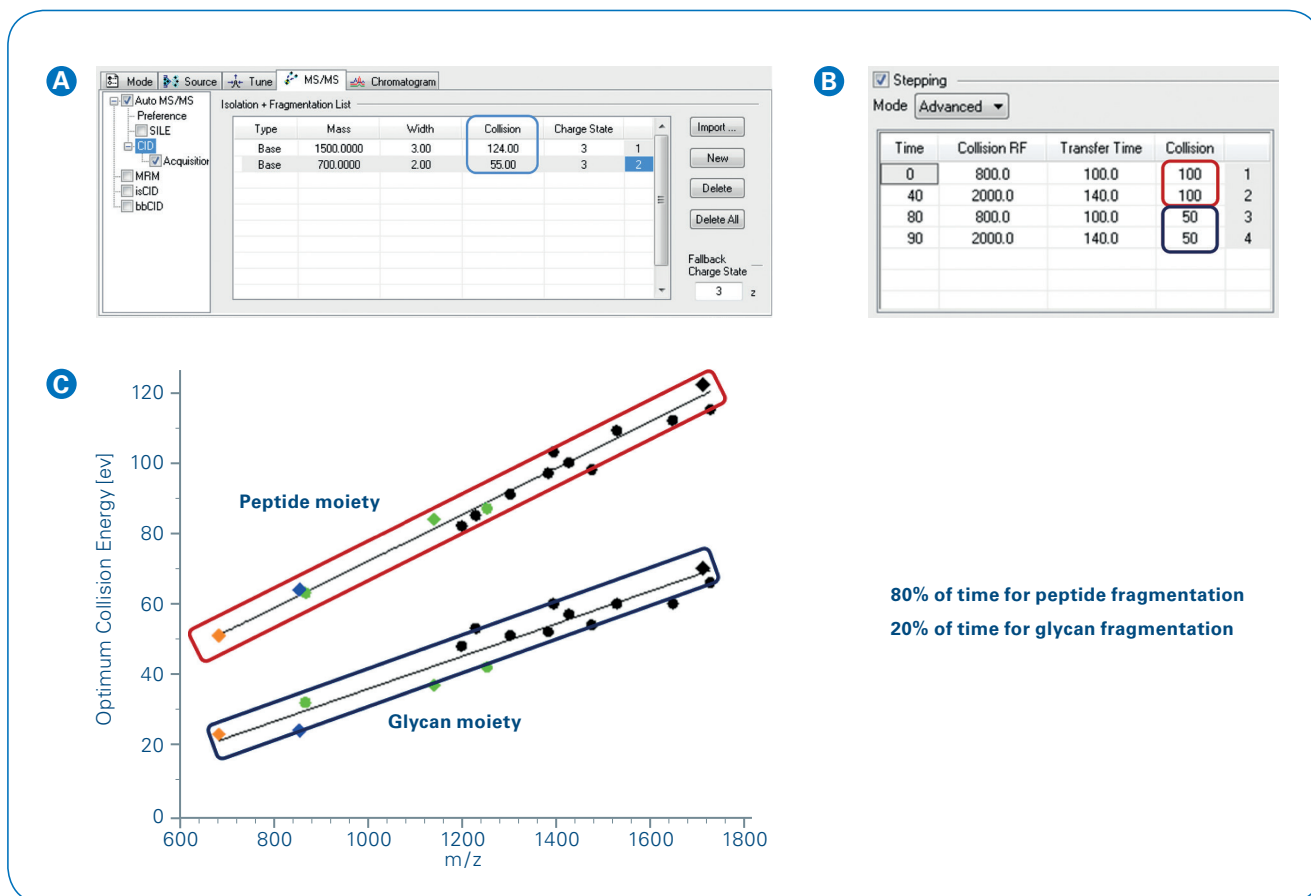 A
Mode Source Tune MS/MS Chromatogram
Auto MS/MS
Preference
SILE
CID
Acquisition
MRM
isCID
bbCID
Isolation + Fragmentation List
Type Mass Width Collision Charge State
Base 1500.0000 3.00 124.00 3 1
Base 700.0000 2.00 55.00 3 2
Import ...
New
Delete
Delete All
Fallback
Charge State
3 z
B
Stepping
Mode Advanced
Time Collision RF Transfer Time Collision
0 800.0 100.0 100 1
40 2000.0 140.0 100 2
80 800.0 100.0 50 3
90 2000.0 140.0 50 4
C
Optimum Collision Energy [ev]
120
100
80
60
40
20
0
Peptide moiety
Glycan moiety
600 800 1000 1200 1400 1600 1800
m/z
80% of time for peptide fragmentation
20% of time for glycan fragmentation